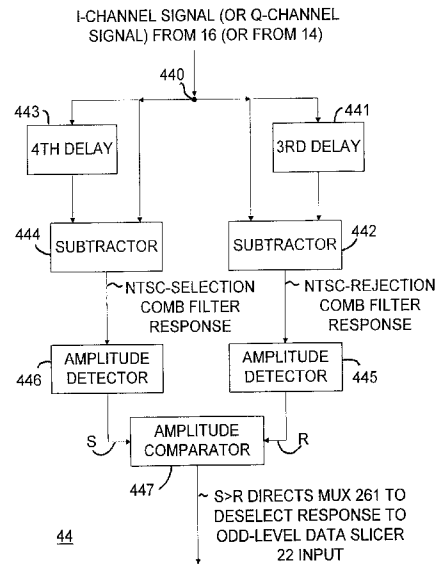 I-CHANNEL SIGNAL (OR Q-CHANNEL
SIGNAL) FROM 16 (OR FROM 14)
440
443
441
4TH DELAY
3RD DELAY
444
SUBTRACTOR
SUBTRACTOR
442
NTSC-SELECTION
COMB FILTER
RESPONSE
NTSC-REJECTION
COMB FILTER
RESPONSE
446
AMPLITUDE
DETECTOR
AMPLITUDE
DETECTOR
445
S
AMPLITUDE
COMPARATOR
R
447
S>R DIRECTS MUX 261 TO
DESELECT RESPONSE TO
ODD-LEVEL DATA SLICER
22 INPUT
44